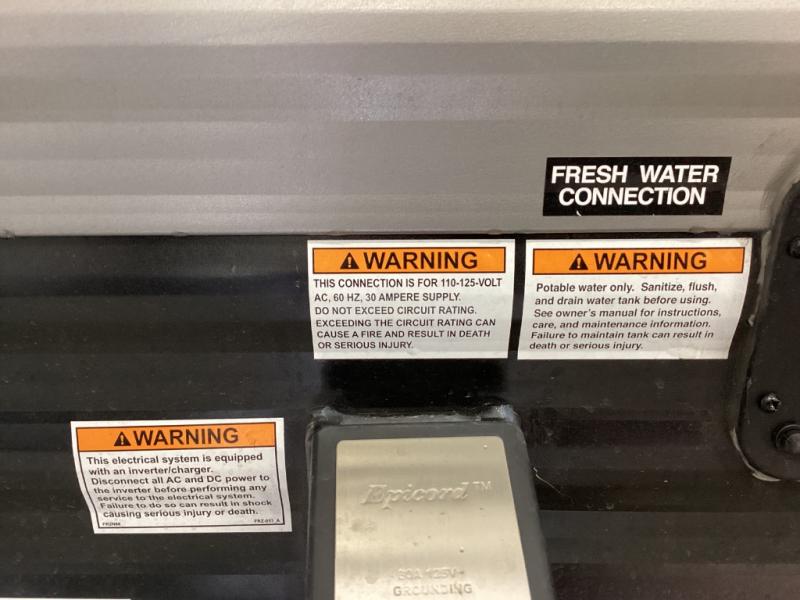 FRESH WATER
CONNECTION
WARNING
THIS CONNECTION IS FOR 110-125-VOLT
AC, 60 HZ, 30 AMPERE SUPPLY.
DO NOT EXCEED CIRCUIT RATING.
EXCEEDING THE CIRCUIT RATING CAN
CAUSE A FIRE AND RESULT IN DEATH
OR SERIOUS INJURY.
WARNING
Potable water only. Sanitize, flush,
and drain water tank before using.
See owner's manual for instructions,
care, and maintenance information.
Failure to maintain tank can result in
death or serious injury.
WARNING
This electrical system is equipped
with an inverter/charger.
Disconnect all AC and DC power to
the inverter before performing any
service to the electrical system.
Failure to do so can result in shock
causing serious injury or death.
Epicord™
125V
GROUNDING